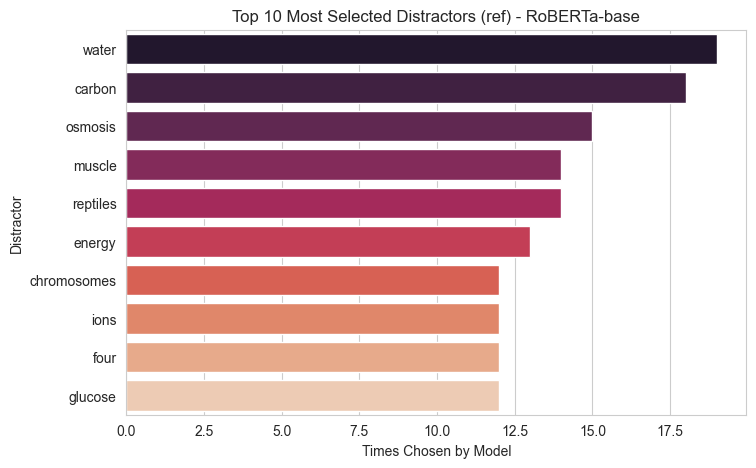 Top 10 Most Selected Distractors (ref) - RoBERTa-base
Distractor
water
carbon
osmosis
muscle
reptiles
energy
chromosomes
ions
four
glucose
0.0 2.5 5.0 7.5 10.0 12.5 15.0 17.5
Times Chosen by Model